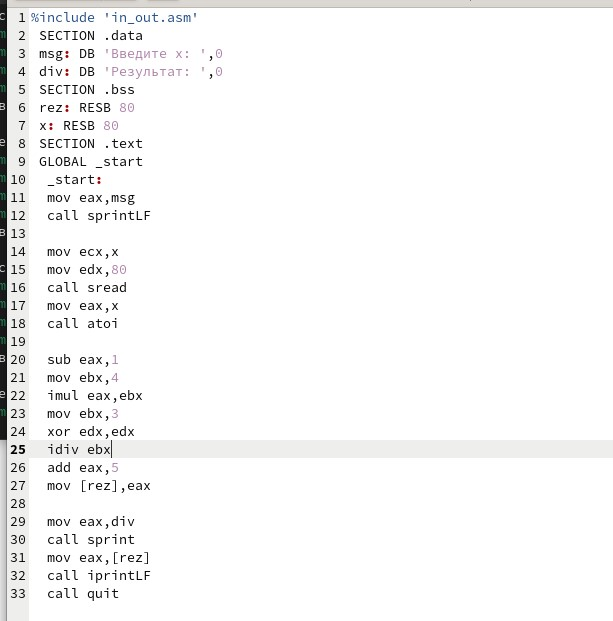 1 %include 'in_out.asm'
2 SECTION .data
3 msg: DB 'Введите x: ',0
4 div: DB 'Результат: ',0
5 SECTION .bss
6 rez: RESB 80
7 x: RESB 80
8 SECTION .text
9 GLOBAL _start
10 _start:
11 mov eax,msg
12 call sprintLF
13
14 mov ecx,x
15 mov edx,80
16 call sread
17 mov eax,x
18 call atoi
19
20 sub eax,1
21 mov ebx,4
22 imul eax,ebx
23 mov ebx,3
24 xor edx,edx
25 idiv ebx
26 add eax,5
27 mov [rez],eax
28
29 mov eax,div
30 call sprint
31 mov eax,[rez]
32 call iprintLF
33 call quit